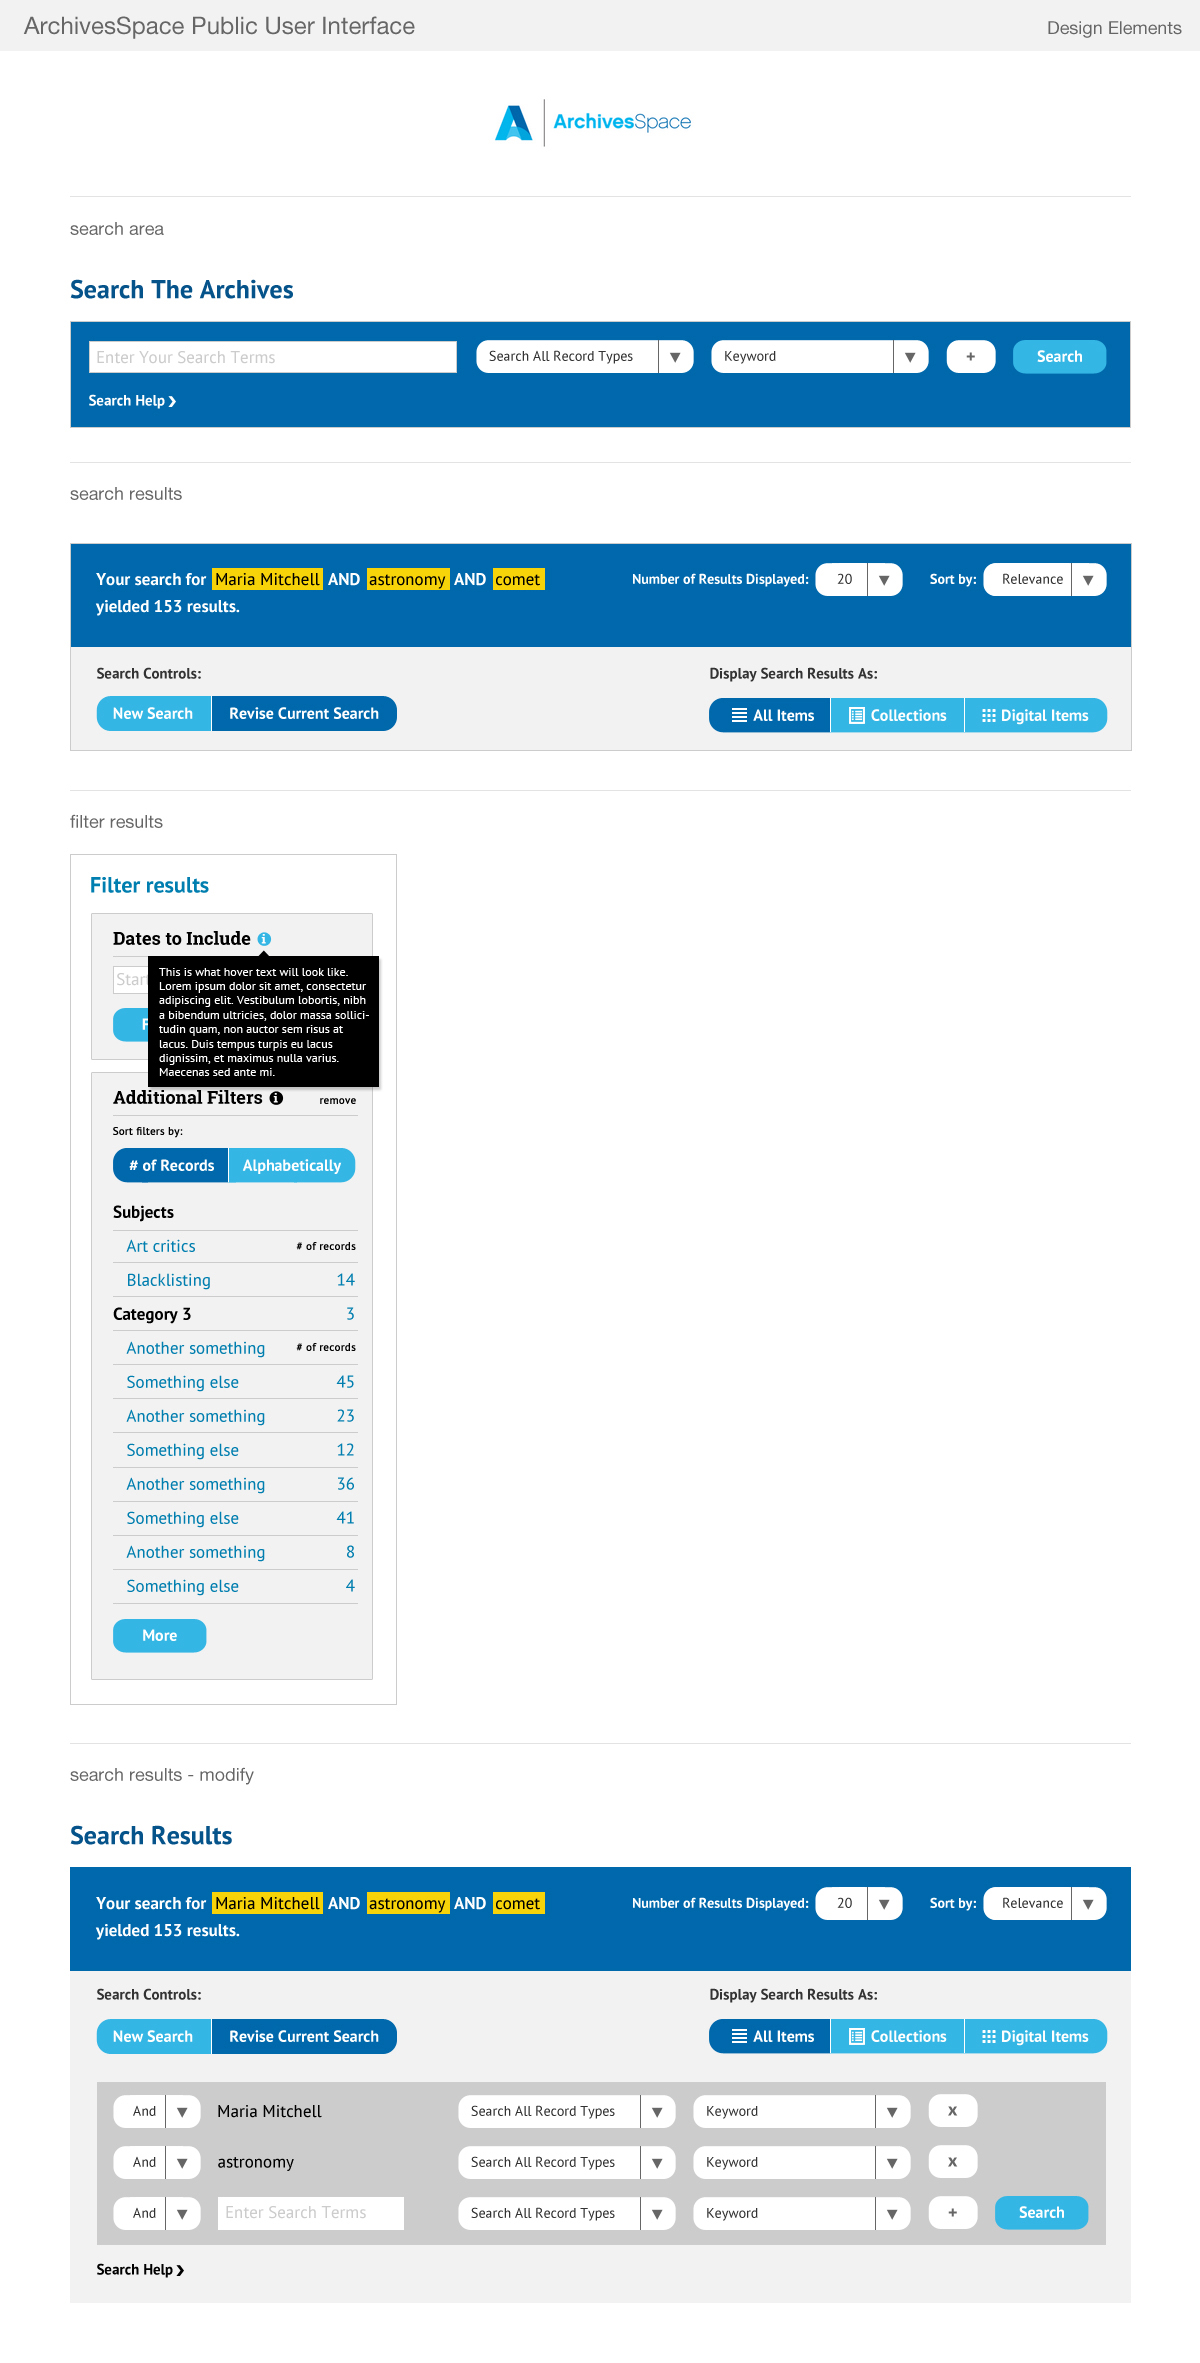 ArchivesSpace Public User Interface
Design Elements
ArchivesSpace
search area
Search The Archives
Enter Your Search Terms
Search All Record Types
Keyword
+
Search
Search Help
search results
Your search for Maria Mitchell AND astronomy AND comet
yielded 153 results.
Number of Results Displayed: 20
Sort by: Relevance
Search Controls:
New Search
Revise Current Search
Display Search Results As:
All Items
Collections
Digital Items
filter results
Filter results
Dates to Include
This is what hover text will look like.
Lorem ipsum dolor sit amet, consectetur
adipiscing elit. Vestibulum lobortis, nibh
a bibendum ultricies, dolor massa sollici-
tudin quam, non auctor sem risus at
lacus. Duis tempus turpis eu lacus
dignissim, et maximus nulla varius.
Maecenas sed ante mi.
Additional Filters
remove
Sort filters by:
# of Records
Alphabetically
Subjects
Art critics # of records
Blacklisting 14
Category 3 3
Another something # of records
Something else 45
Another something 23
Something else 12
Another something 36
Something else 41
Another something 8
Something else 4
More
search results - modify
Search Results
Your search for Maria Mitchell AND astronomy AND comet
yielded 153 results.
Number of Results Displayed: 20
Sort by: Relevance
Search Controls:
New Search
Revise Current Search
Display Search Results As:
All Items
Collections
Digital Items
And Maria Mitchell Search All Record Types Keyword x
And astronomy Search All Record Types Keyword x
And Enter Search Terms Search All Record Types Keyword + Search
Search Help